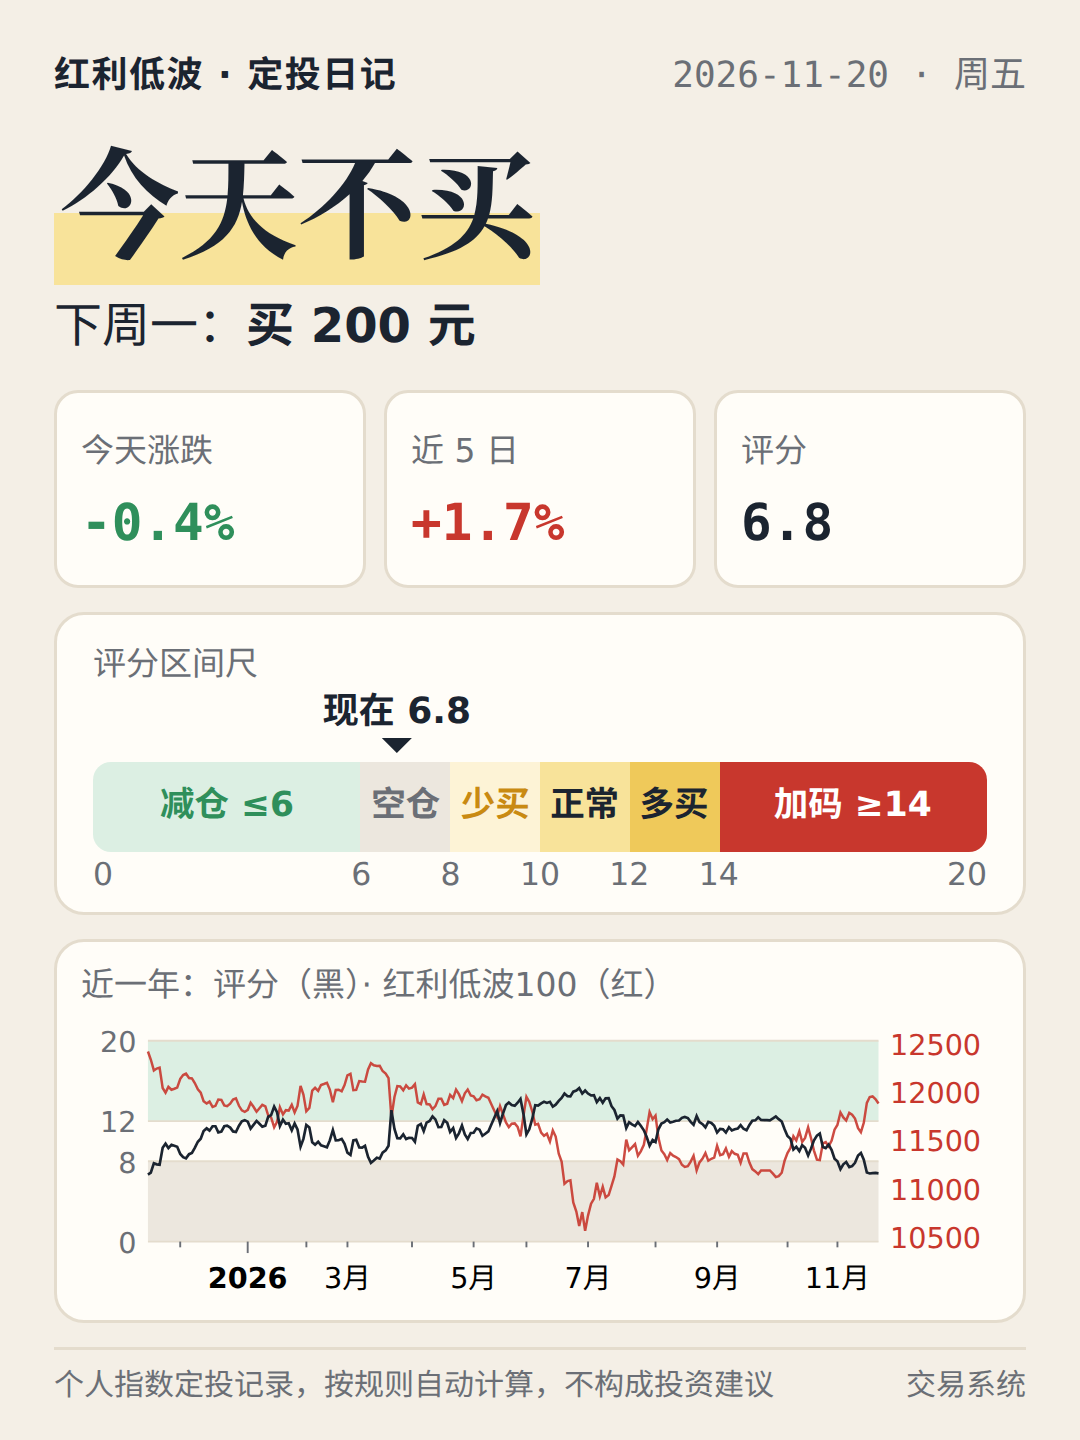 红利低波 · 定投日记
2026-11-20 · 周五
今天不买
下周一：买 200 元
今天涨跌
-0.4%
近 5 日
+1.7%
评分
6.8
评分区间尺
现在 6.8
减仓 ≤6 空仓 少买 正常 多买 加码 ≥14
0 6 8 10 12 14 20
近一年：评分（黑）· 红利低波100（红）
20
12
8
0
12500
12000
11500
11000
10500
2026 3月 5月 7月 9月 11月
个人指数定投记录，按规则自动计算，不构成投资建议
交易系统